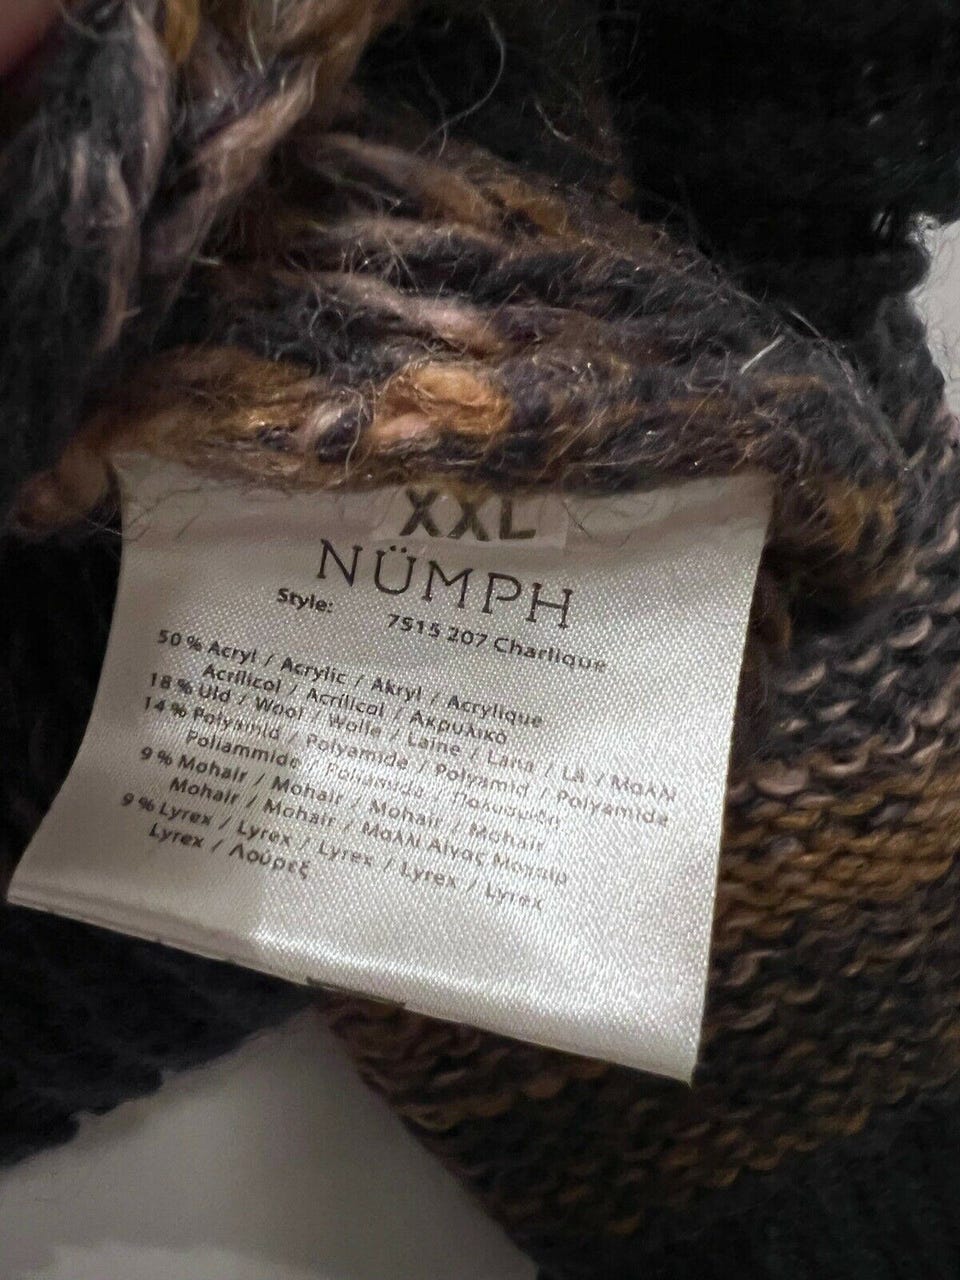 XXL
NÜMPH
Style: 7515 207 Charlique
50 % Acryl / Acrylic / Akryl / Acrylique
Acrilicol / Acrilical / Ακρυλικό
18 % Uld / Wool / Wolle / Laine / Lana / Lã / Μαλλί
14 % Polyamid / Polyamide / Polyamid / Polyamide
Poliammide / Poliamida / Πολυαμίδη
9 % Mohair / Mohair / Mohair / Mohair
Mohair / Mohair / Μαλλί Αίγας Μοχαίρ
9 % Lyrex / Lyrex / Lyrex / Lyrex / Lyrex
Lyrex / Λούρεξ